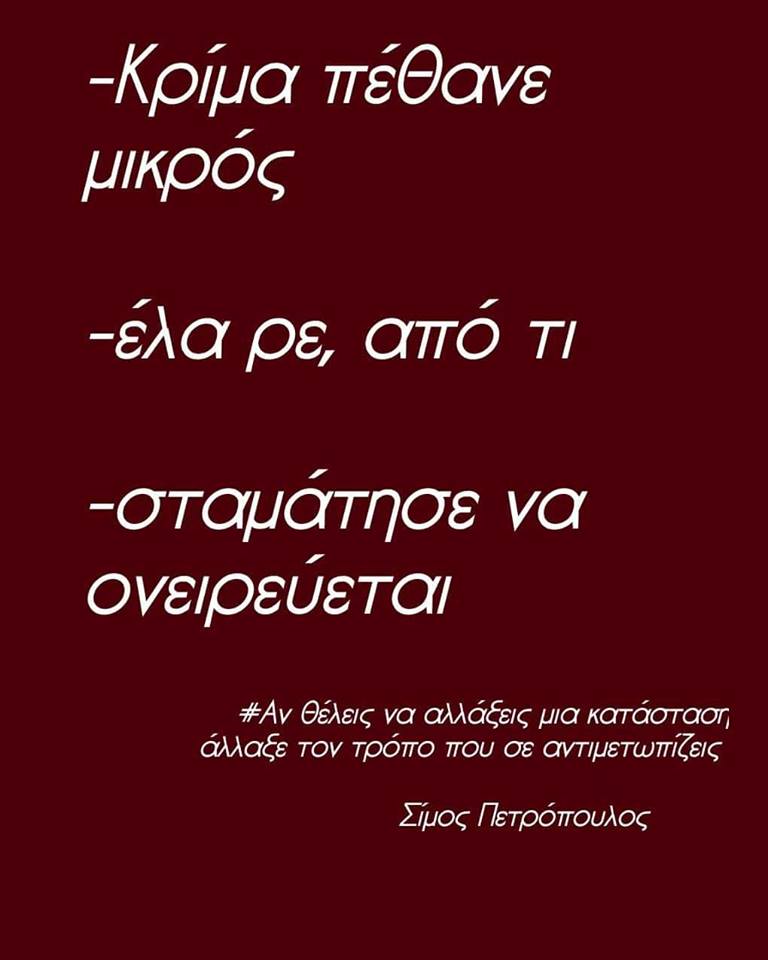 -Κρίμα πέθανε
μικρός
-έλα ρε, από τι
-σταμάτησε να
ονειρεύεται
#Αν θέλεις να αλλάξεις μια κατάσταση
άλλαξε τον τρόπο που σε αντιμετωπίζεις
Σίμος Πετρόπουλος